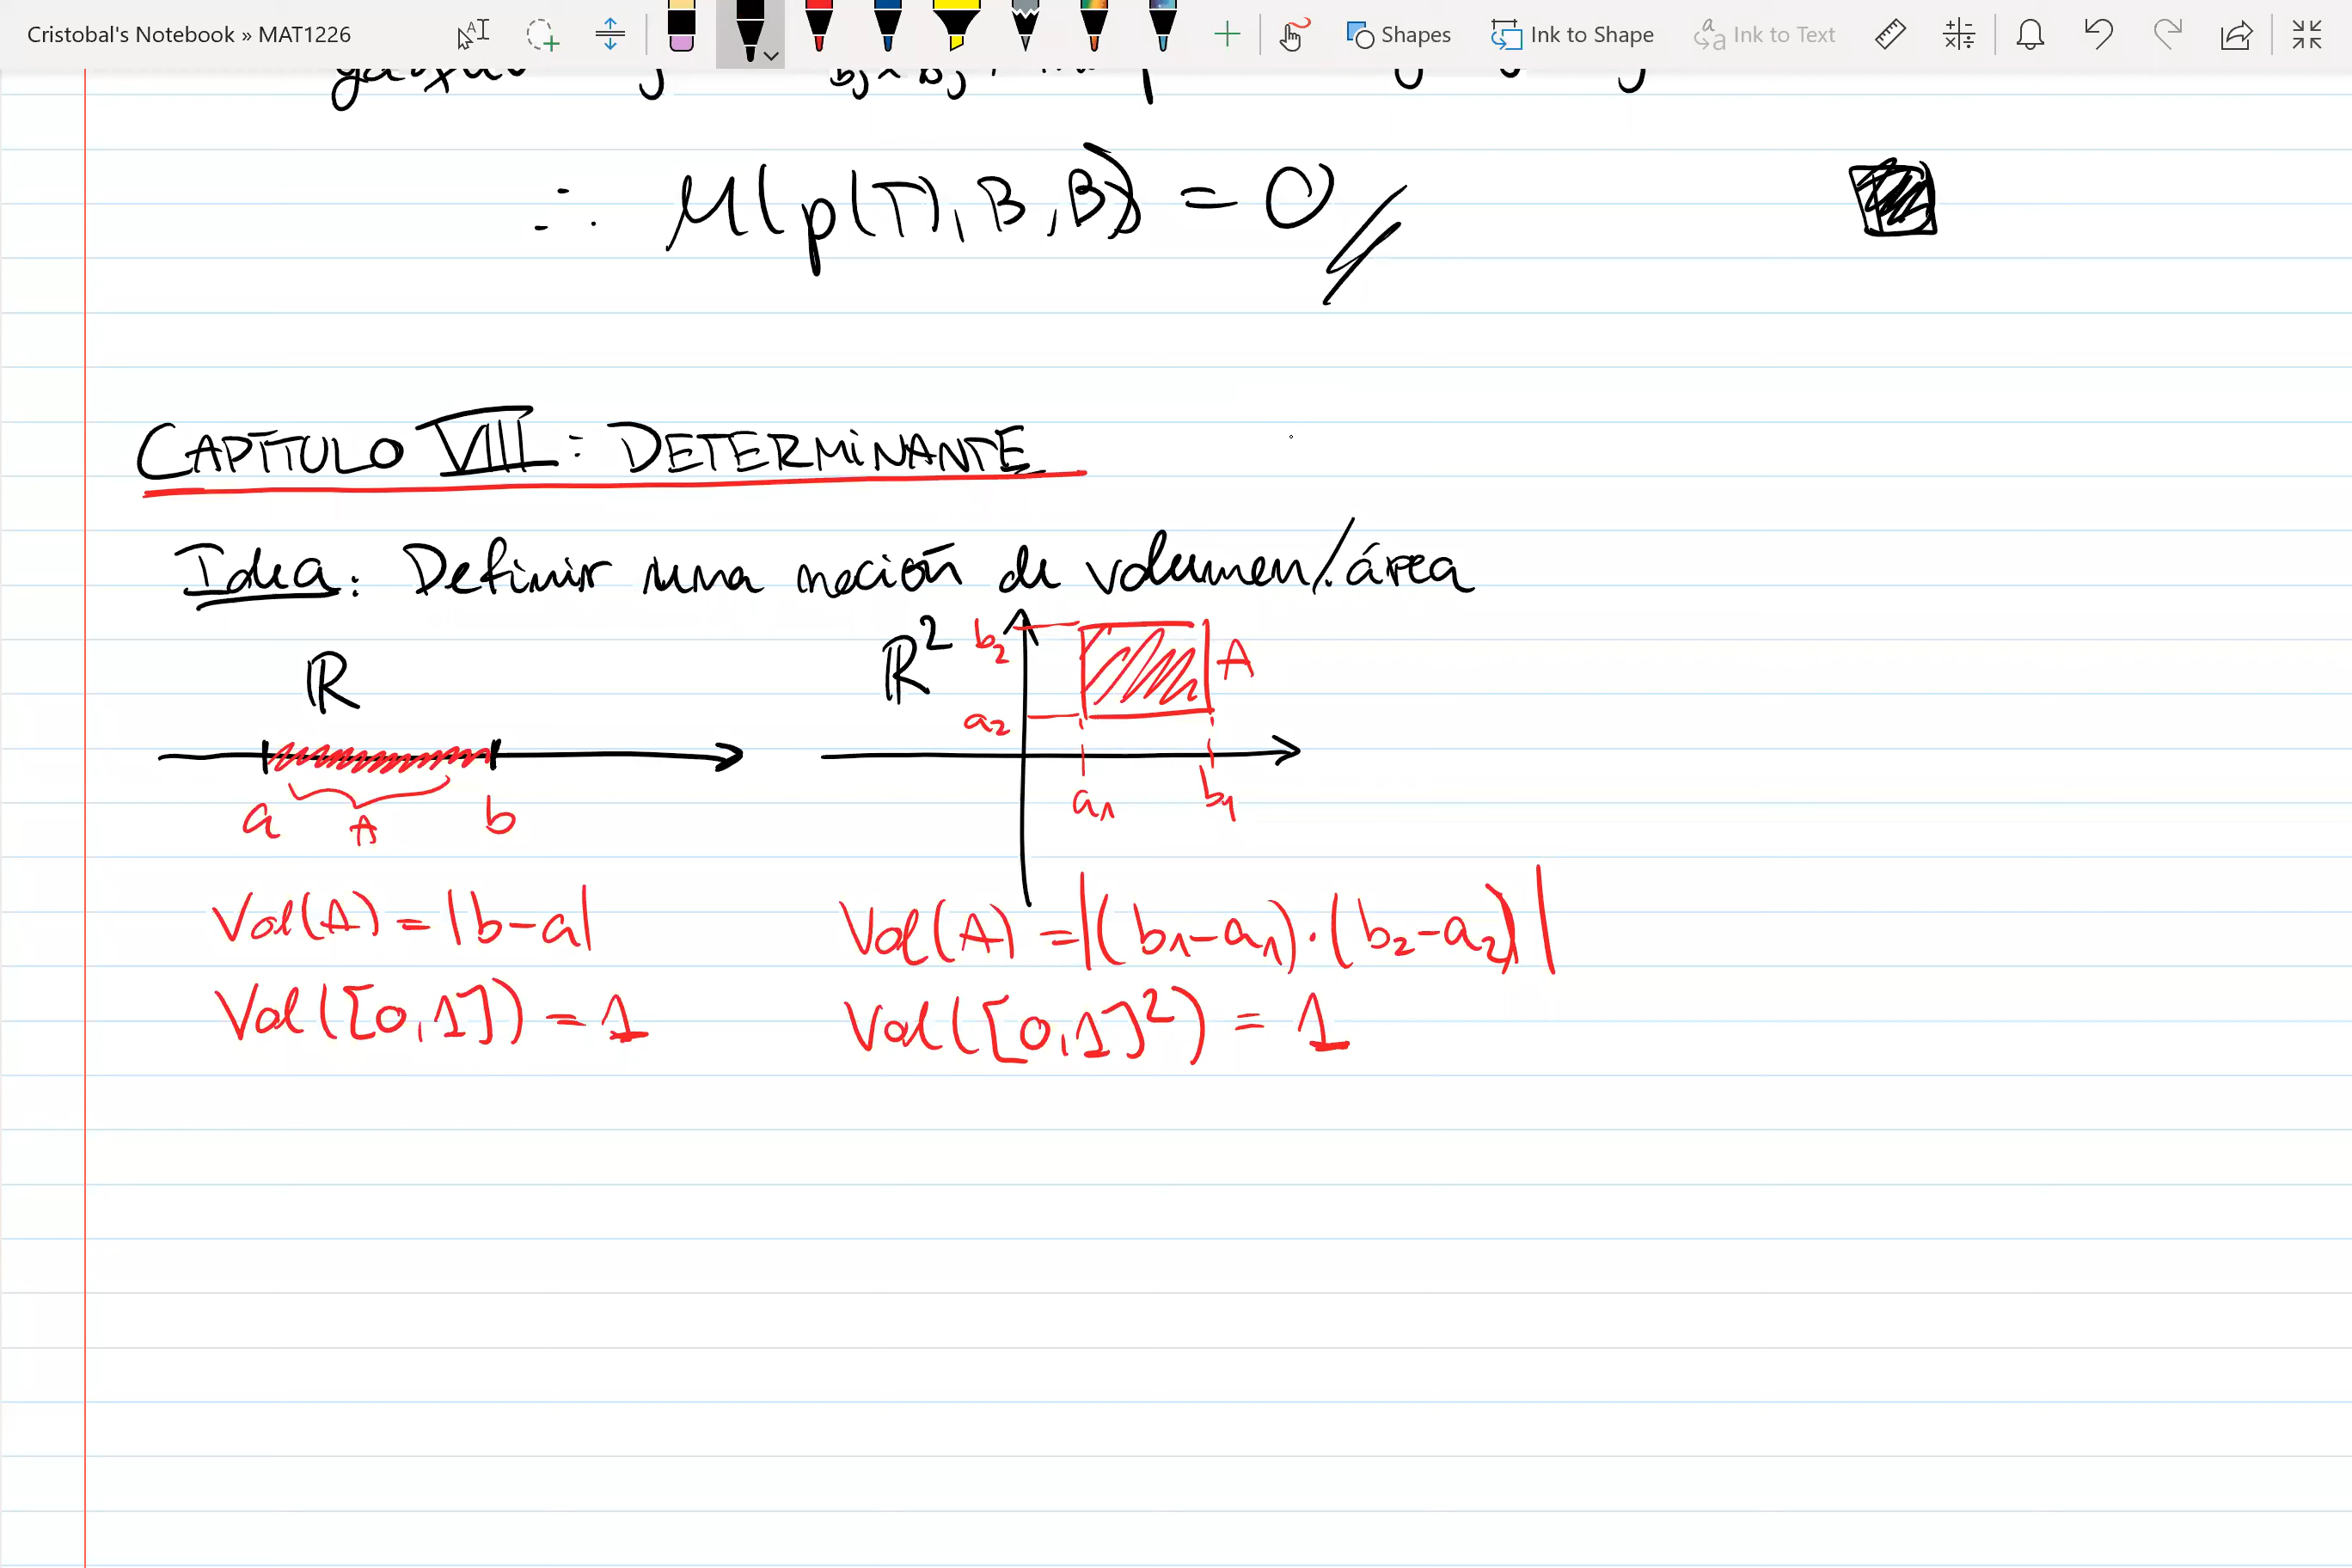 Cristobal's Notebook » MAT1226
Shapes Ink to Shape Ink to Text
∴ M(p(T), B, B) = 0
CAPÍTULO VIII: DETERMINANTE
Idea: Definir una noción de volumen/área
ℝ
a A b
Vol(A) = |b-a|
Vol([0,1]) = 1
ℝ²
b₂ A
a₂
a₁ b₁
Vol(A) = |(b₁-a₁)·(b₂-a₂)|
Vol([0,1]²) = 1